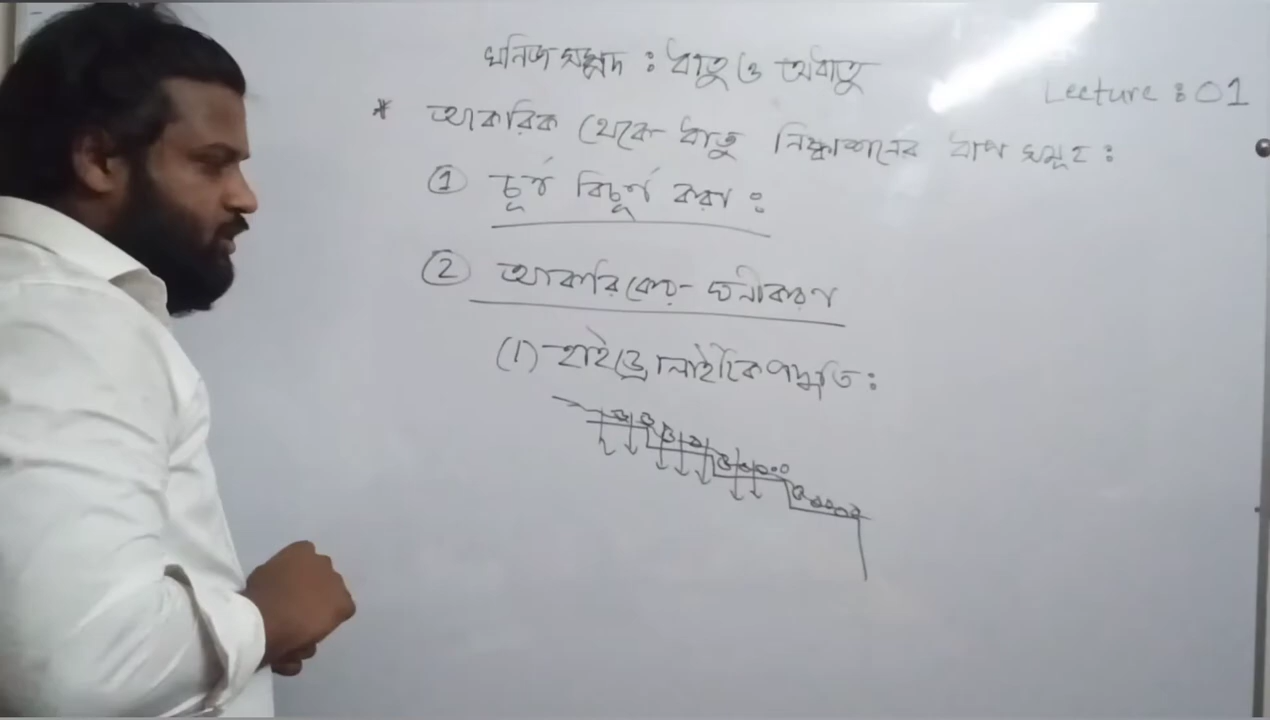 খনিজ সম্পদ : ধাতু ও অধাতু
Lecture : 01
* আকরিক থেকে ধাতু নিষ্কাশনের ধাপ সমূহ :
① চূর্ণ বিচূর্ণ করা :
② আকরিকের ঘনীকরণ
(1) হাইড্রোলাইটিক পদ্ধতি :